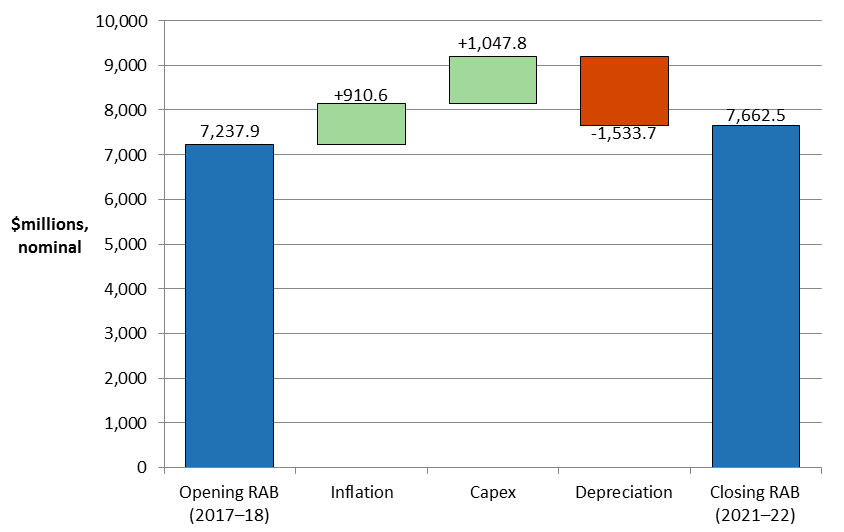 10,000
9,000
8,000
7,000
6,000
5,000
4,000
3,000
2,000
1,000
0
$millions,
nominal
7,237.9
+910.6
+1,047.8
-1,533.7
7,662.5
Opening RAB
(2017–18)
Inflation
Capex
Depreciation
Closing RAB
(2021–22)